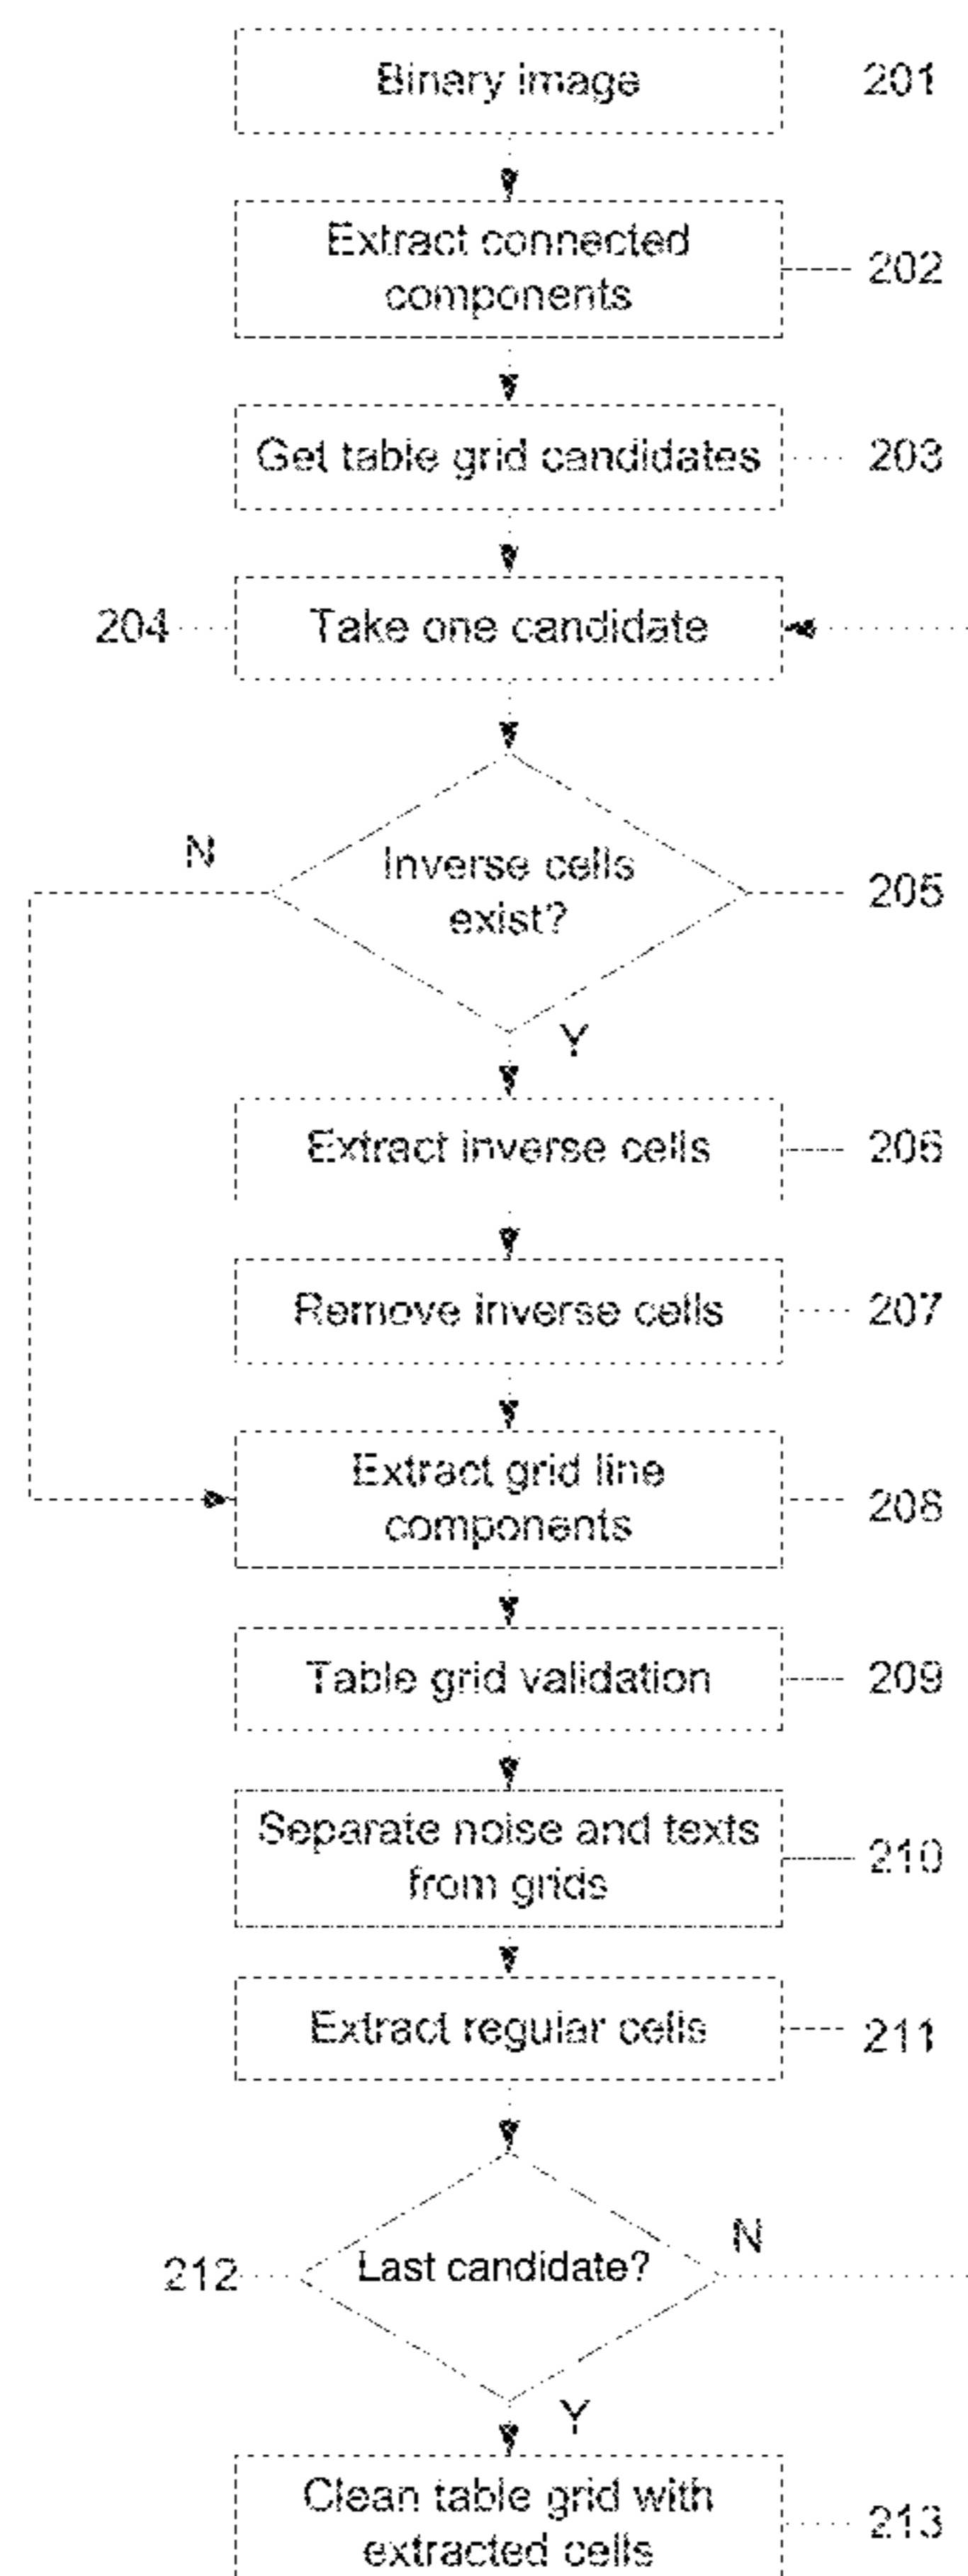 Binary image
201
Extract connected
components
202
Get table grid candidates
203
204
Take one candidate
N
Inverse cells
exist?
205
Y
Extract inverse cells
206
Remove inverse cells
207
Extract grid line
components
208
Table grid validation
209
Separate noise and texts
from grids
210
Extract regular cells
211
212
Last candidate?
N
Y
Clean table grid with
extracted cells
213